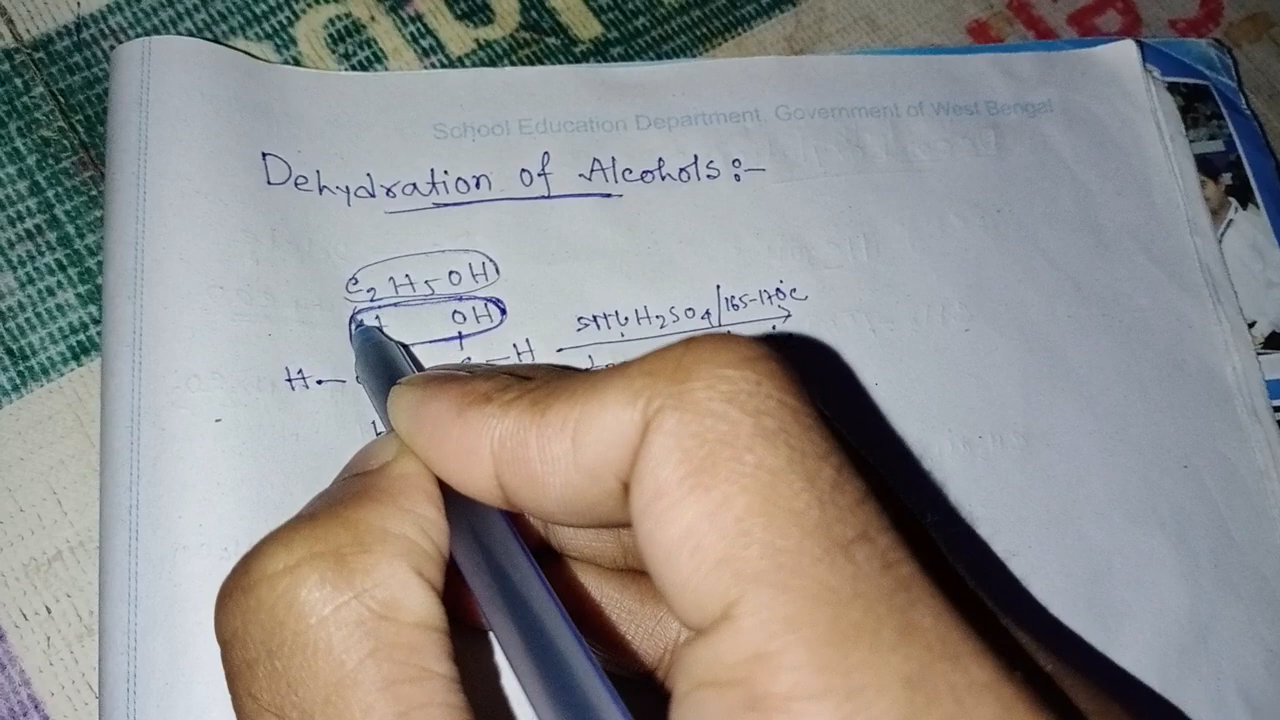 School Education Department, Government of West Bengal
Dehydration of Alcohols :-
C2H5OH
OH H2SO4/165-170°C
H- C-H